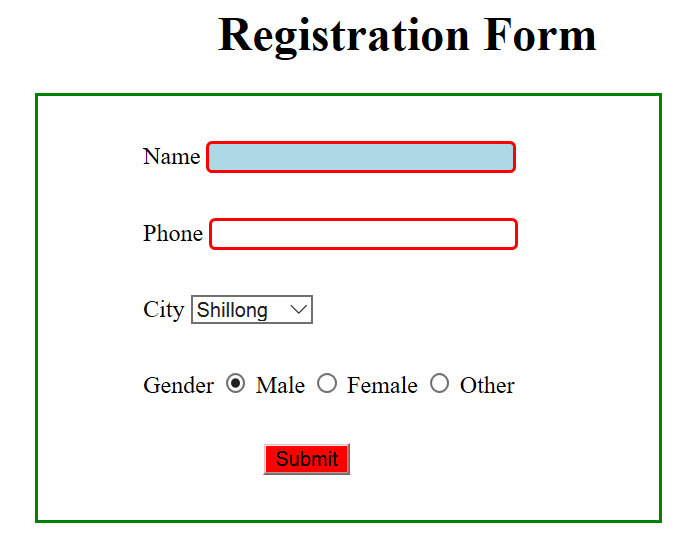 Registration Form
Name
Phone
City Shillong
Gender Male Female Other
Submit